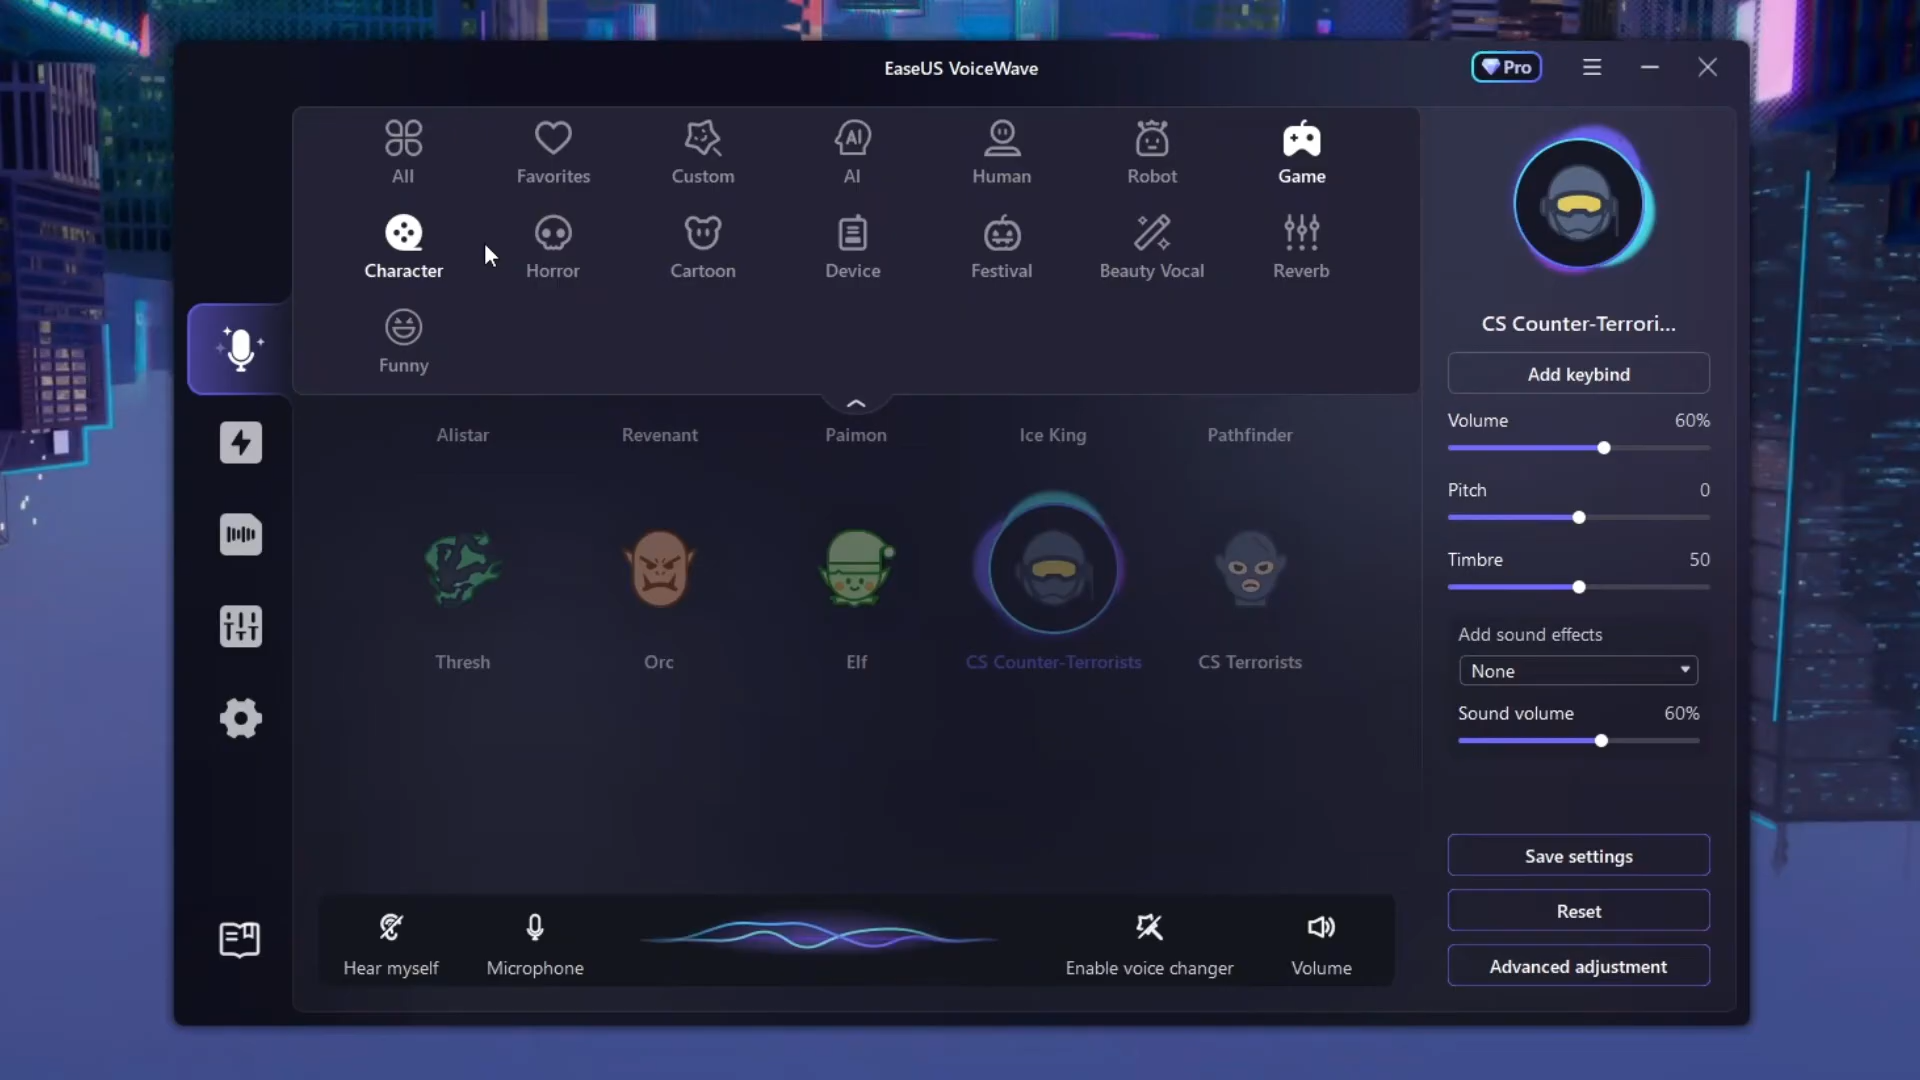 EaseUS VoiceWave
Pro
All
Favorites
Custom
AI
AI
Human
Robot
Game
Character
Horror
Cartoon
Device
Festival
Beauty Vocal
Reverb
Funny
Alistar
Revenant
Paimon
Ice King
Pathfinder
Thresh
Orc
Elf
CS Counter-Terrorists
CS Terrorists
CS Counter-Terrori...
Add keybind
Volume 60%
Pitch 0
Timbre 50
Add sound effects
None
Sound volume 60%
Save settings
Reset
Advanced adjustment
Hear myself
Microphone
Enable voice changer
Volume